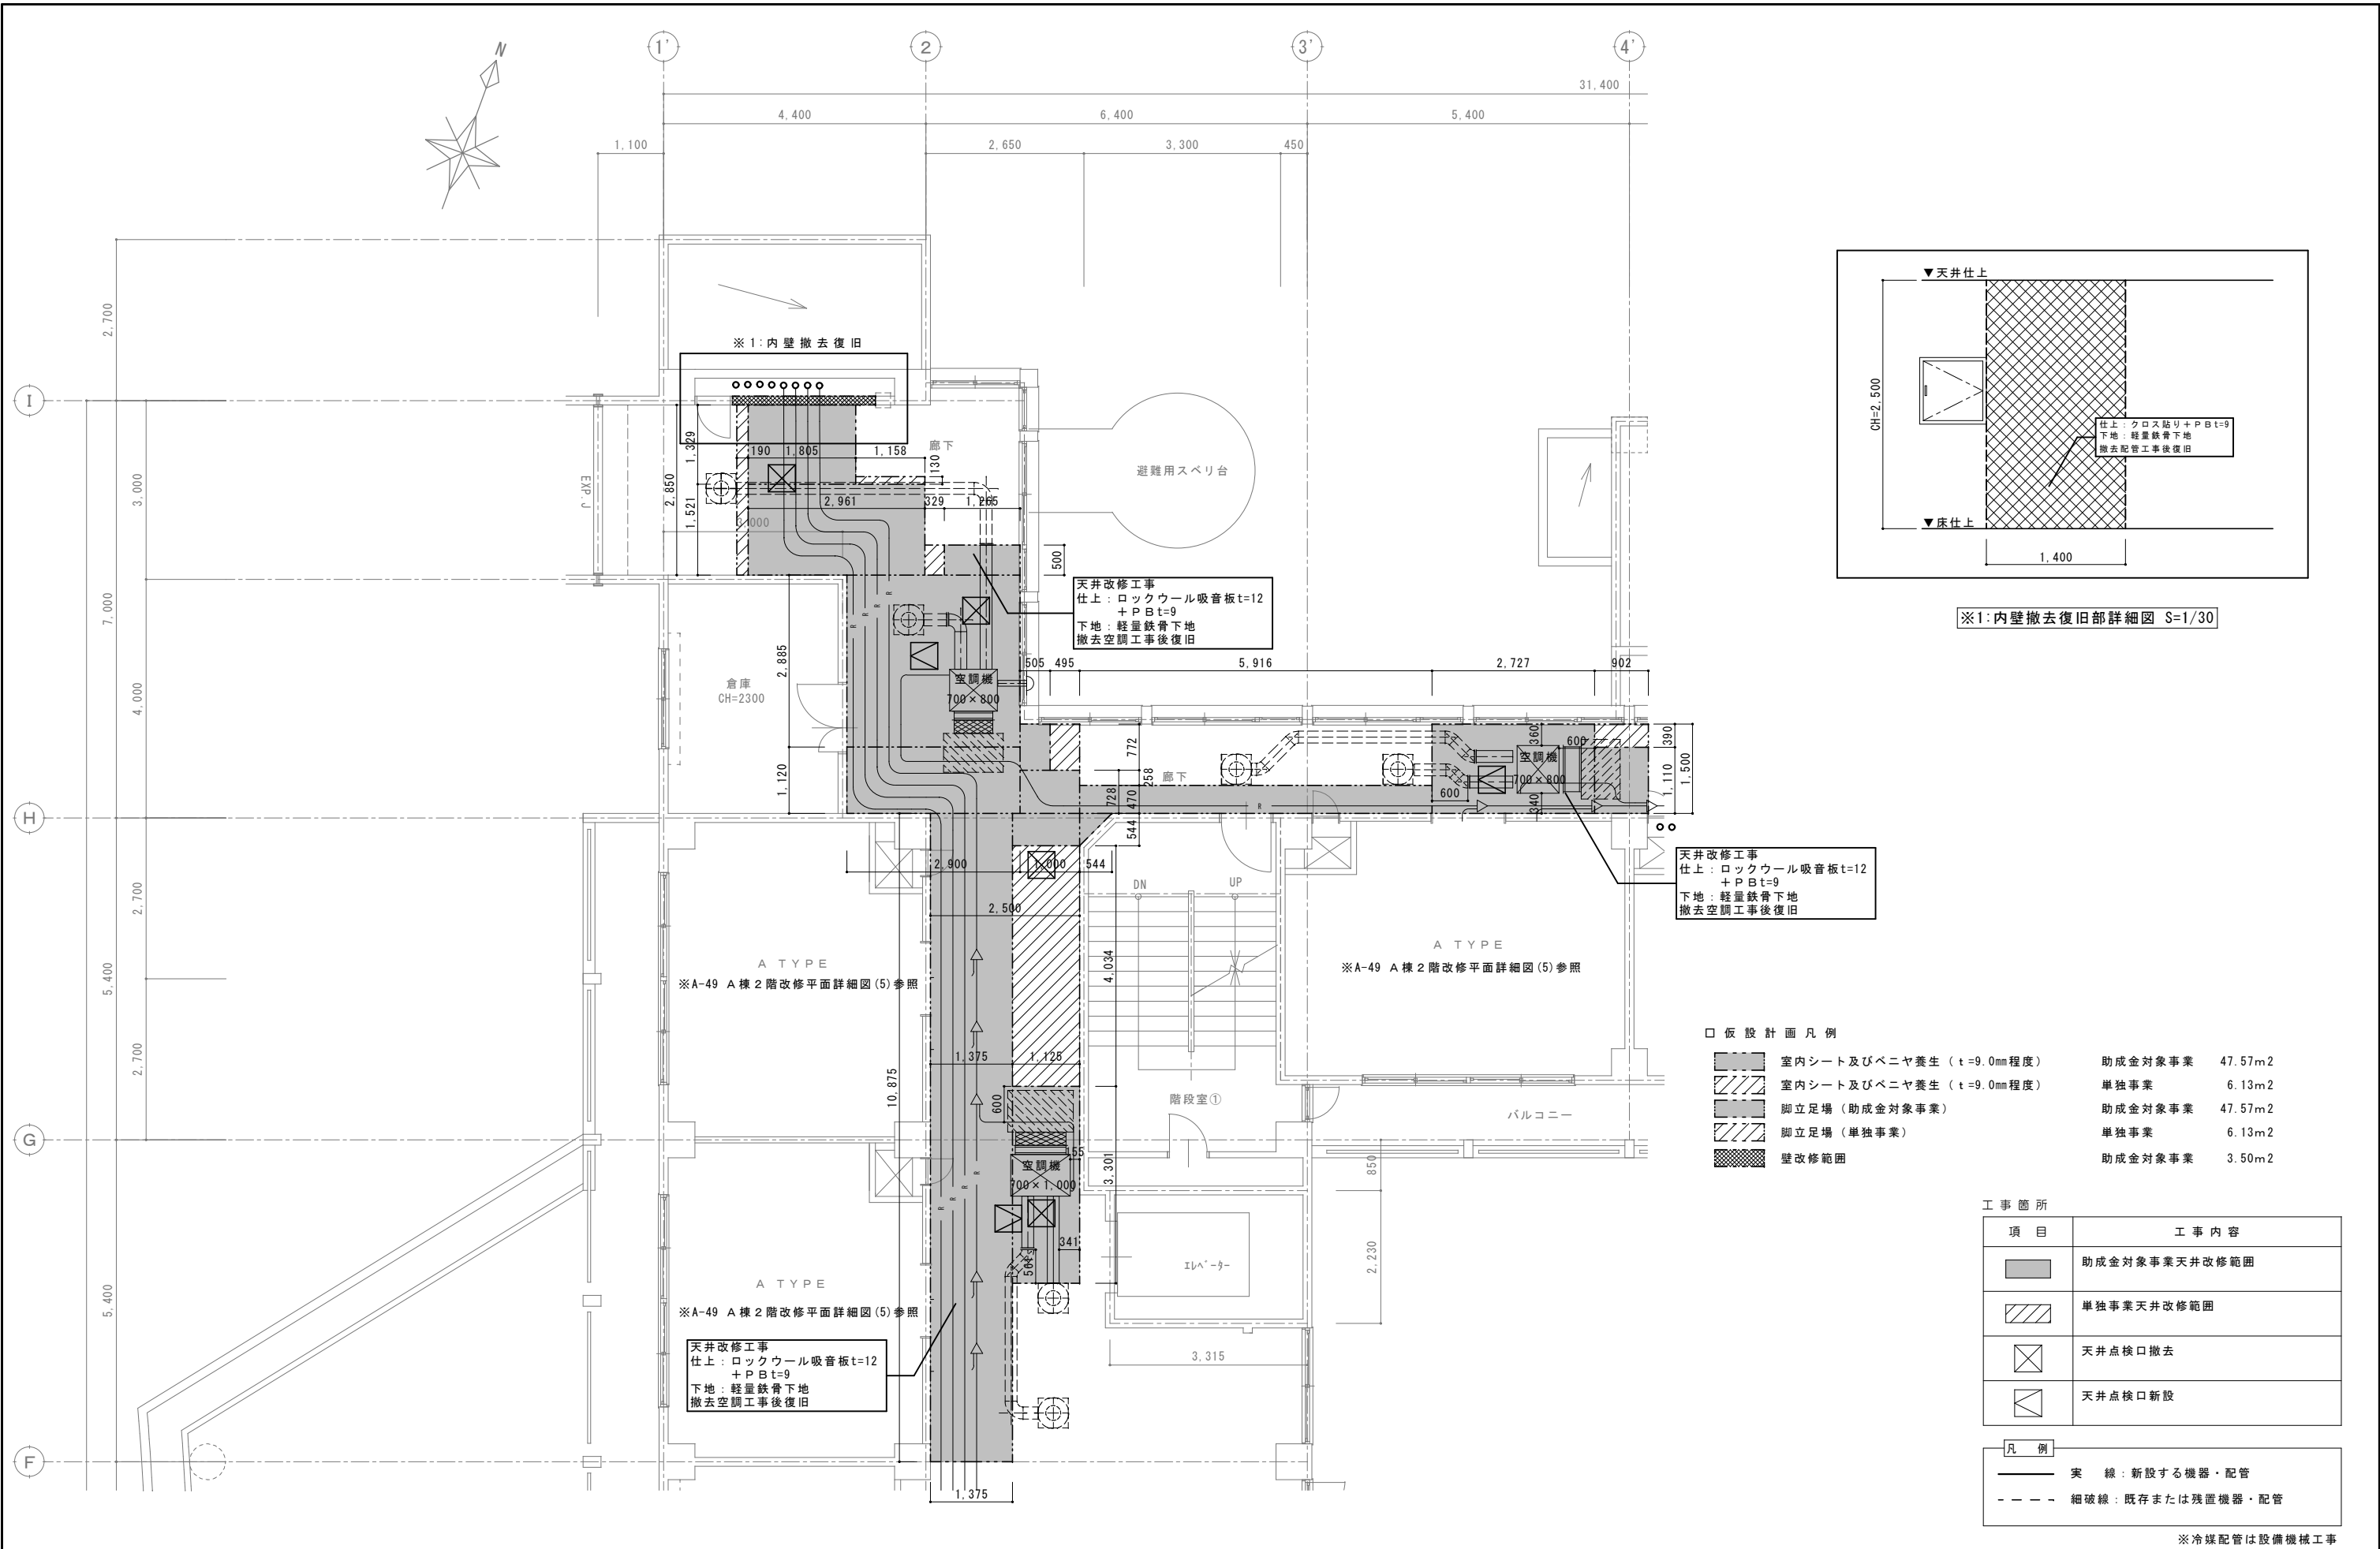 N
1'
2
3'
4'
31,400
4,400
6,400
5,400
1,100
2,650
3,300
450
2,700
3,000
7,000
4,000
2,700
5,400
2,700
5,400
I
H
G
F
※1:内壁撤去復旧
EXP.J
廊下
避難用スベリ台
1,329
2,850
1,521
190
1,805
1,158
130
2,961
329
1,265
3,000
500
天井改修工事
仕上：ロックウール吸音板t=12
＋ＰＢt=9
下地：軽量鉄骨下地
撤去空調工事後復旧
R
R
R
R
2,885
倉庫
CH=2300
空調機
700×800
1,120
505
495
5,916
2,727
902
772
258
728
470
544
廊下
R
360
600
空調機
700×800
600
340
390
1,110
1,500
2,900
1,000
544
2,500
DN
UP
4,034
天井改修工事
仕上：ロックウール吸音板t=12
＋ＰＢt=9
下地：軽量鉄骨下地
撤去空調工事後復旧
A TYPE
※A-49 A棟２階改修平面詳細図(5)参照
A TYPE
※A-49 A棟２階改修平面詳細図(5)参照
1,375
1,125
10,875
600
階段室①
バルコニー
155
3,301
空調機
700×1,000
R
R
R
R
850
2,230
341
561
ｴﾚﾍﾞｰﾀｰ
A TYPE
※A-49 A棟２階改修平面詳細図(5)参照
天井改修工事
仕上：ロックウール吸音板t=12
＋ＰＢt=9
下地：軽量鉄骨下地
撤去空調工事後復旧
3,315
1,375
▼天井仕上
CH=2,500
仕上：クロス貼り＋ＰＢt=9
下地：軽量鉄骨下地
撤去配管工事後復旧
▼床仕上
1,400
※1:内壁撤去復旧部詳細図 S=1/30
□ 仮設計画凡例
室内シート及びベニヤ養生（ｔ=9.0㎜程度） 助成金対象事業 47.57m2
室内シート及びベニヤ養生（ｔ=9.0㎜程度） 単独事業 6.13m2
脚立足場（助成金対象事業） 助成金対象事業 47.57m2
脚立足場（単独事業） 単独事業 6.13m2
壁改修範囲 助成金対象事業 3.50m2
工事箇所
項目 工事内容
助成金対象事業天井改修範囲
単独事業天井改修範囲
天井点検口撤去
天井点検口新設
凡例
実　線：新設する機器・配管
細破線：既存または残置機器・配管
※冷媒配管は設備機械工事